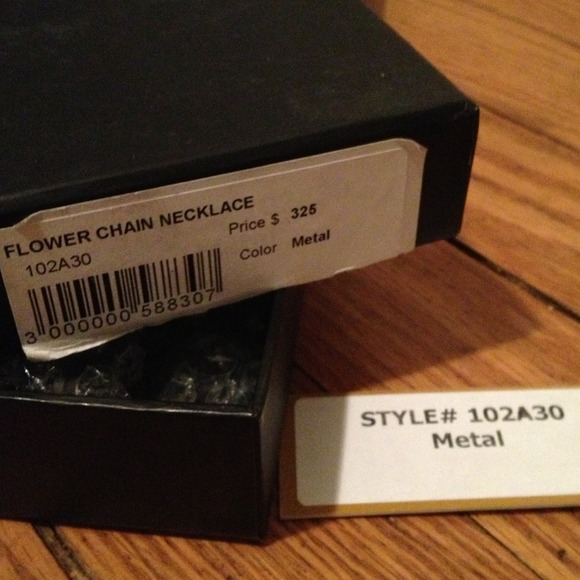 FLOWER CHAIN NECKLACE
102A30
Price $ 325
Color Metal
3 000000 588307
STYLE# 102A30
Metal